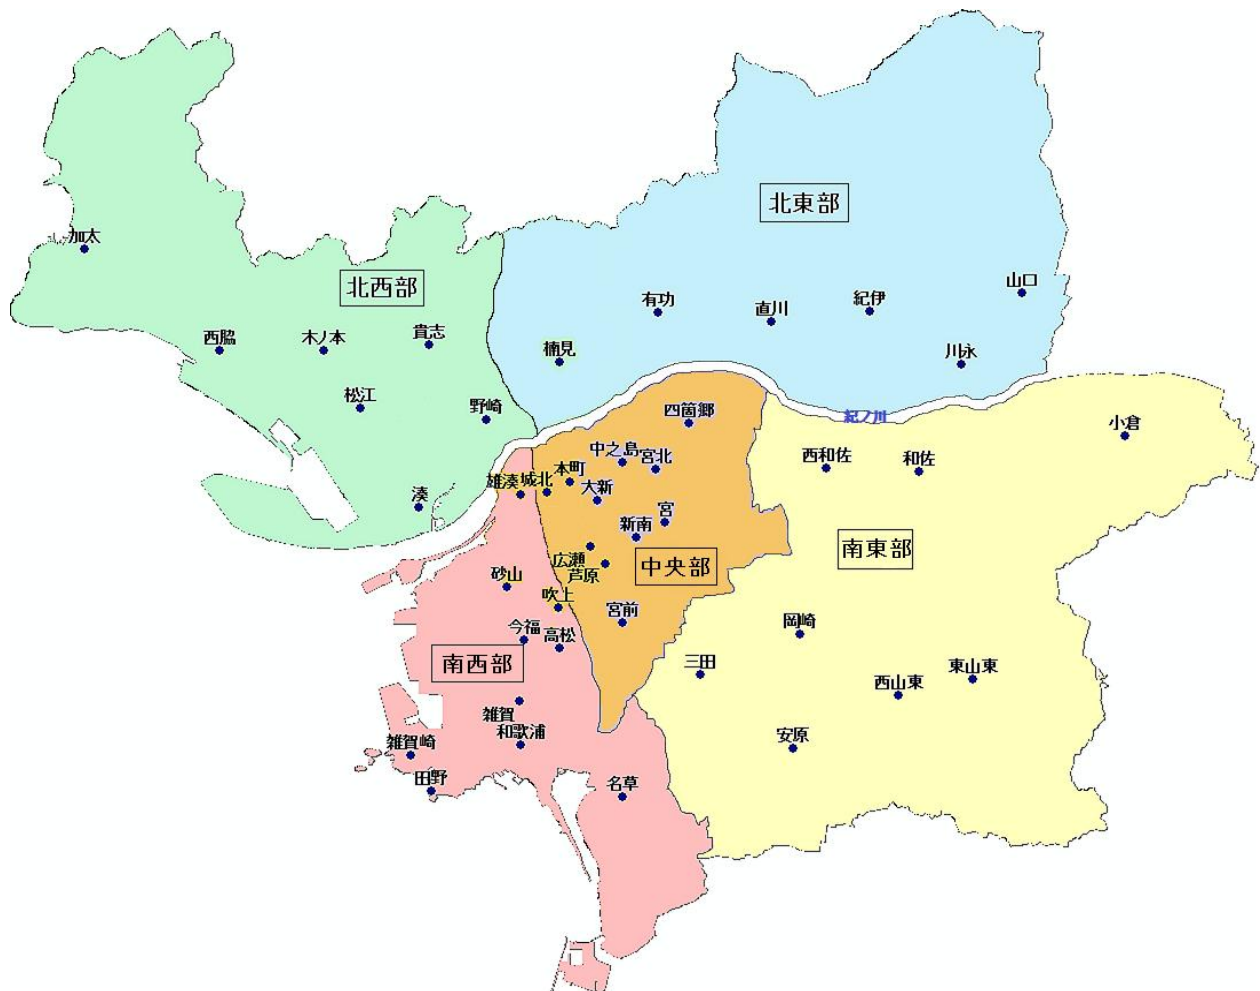 北東部
加太
北西部
山口
有功
紀伊
直川
西脇
木ノ本
貴志
楠見
川永
松江
野崎
四箇郷
紀ノ川
小倉
中之島
宮北
西和佐
和佐
本町
雄湊
城北
大新
湊
宮
新南
南東部
広瀬
芦原
中央部
砂山
吹上
宮前
岡崎
今福
高松
南西部
三田
東山東
西山東
雑賀
和歌浦
安原
雑賀崎
田野
名草